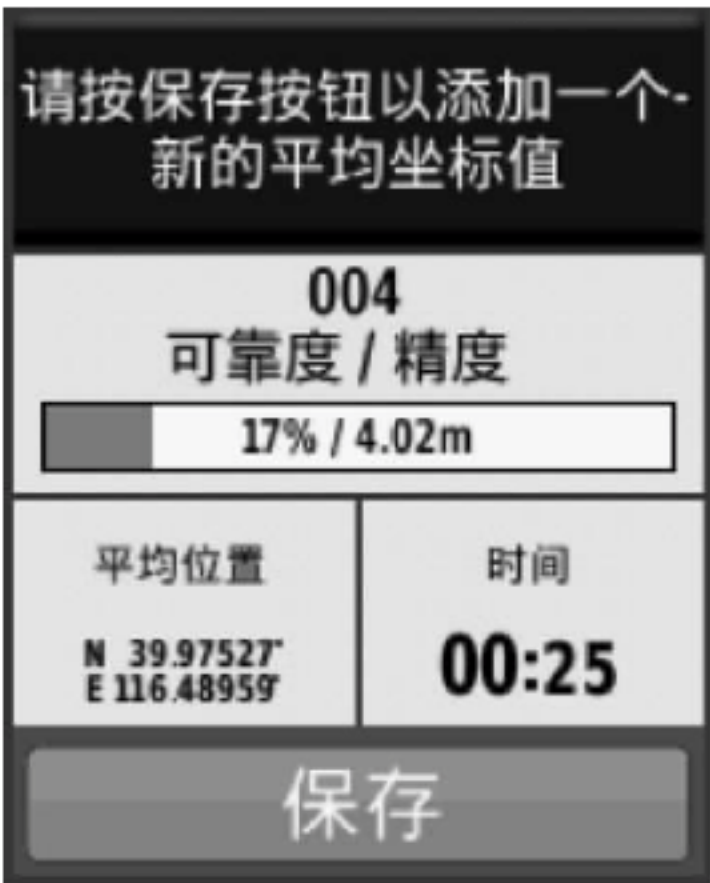 请按保存按钮以添加一个-
新的平均坐标值
004
可靠度 / 精度
17% / 4.02m
平均位置
N 39.97527°
E 116.48959°
时间
00:25
保存